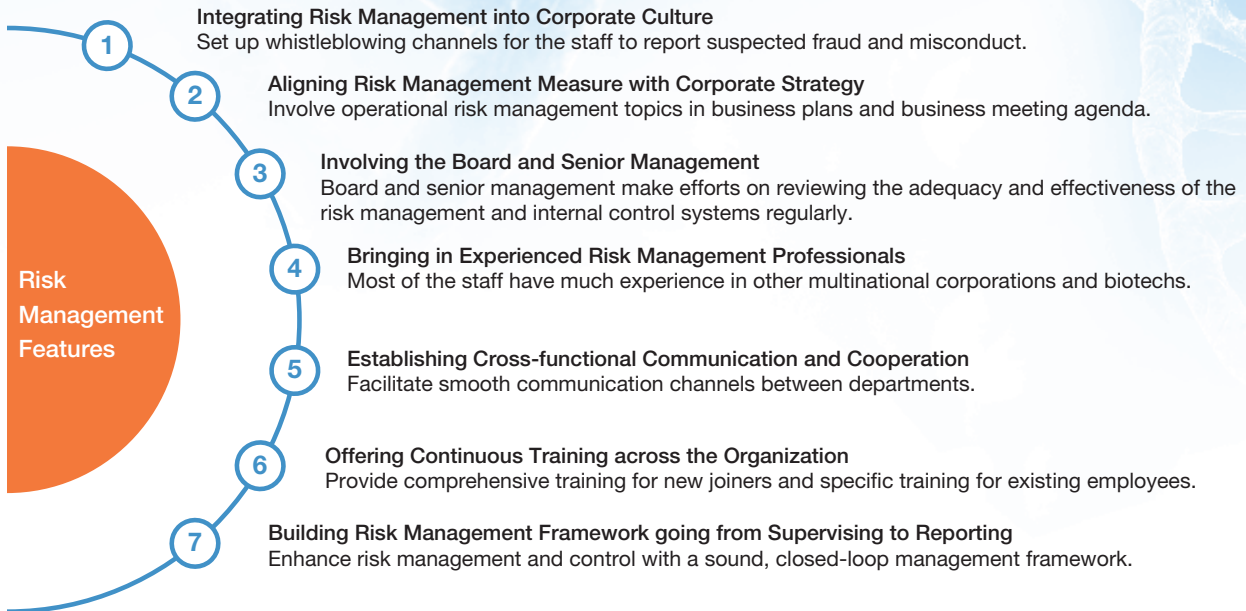 1
Integrating Risk Management into Corporate Culture
Set up whistleblowing channels for the staff to report suspected fraud and misconduct.
2
Aligning Risk Management Measure with Corporate Strategy
Involve operational risk management topics in business plans and business meeting agenda.
3
Involving the Board and Senior Management
Board and senior management make efforts on reviewing the adequacy and effectiveness of the
risk management and internal control systems regularly.
4
Bringing in Experienced Risk Management Professionals
Most of the staff have much experience in other multinational corporations and biotechs.
Risk
Management
Features
5
Establishing Cross-functional Communication and Cooperation
Facilitate smooth communication channels between departments.
6
Offering Continuous Training across the Organization
Provide comprehensive training for new joiners and specific training for existing employees.
7
Building Risk Management Framework going from Supervising to Reporting
Enhance risk management and control with a sound, closed-loop management framework.